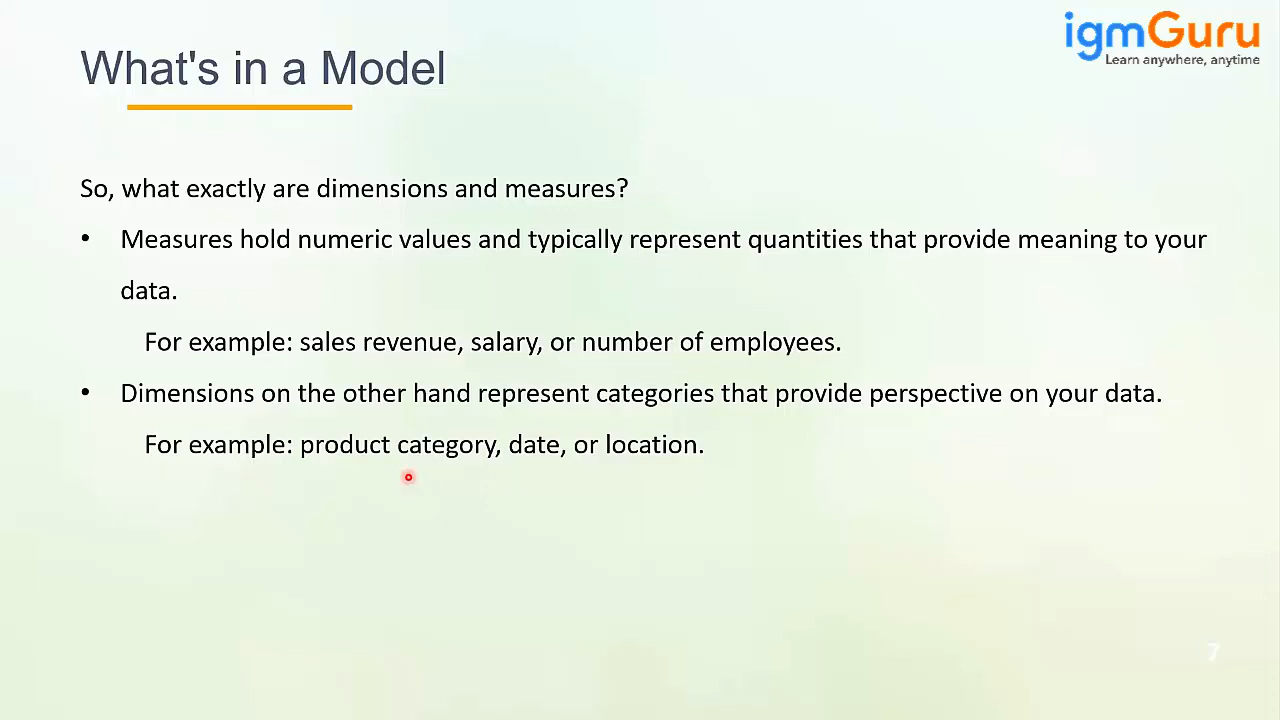 igmGuru
Learn anywhere, anytime
What's in a Model
So, what exactly are dimensions and measures?
• Measures hold numeric values and typically represent quantities that provide meaning to your
data.
For example: sales revenue, salary, or number of employees.
• Dimensions on the other hand represent categories that provide perspective on your data.
For example: product category, date, or location.
7